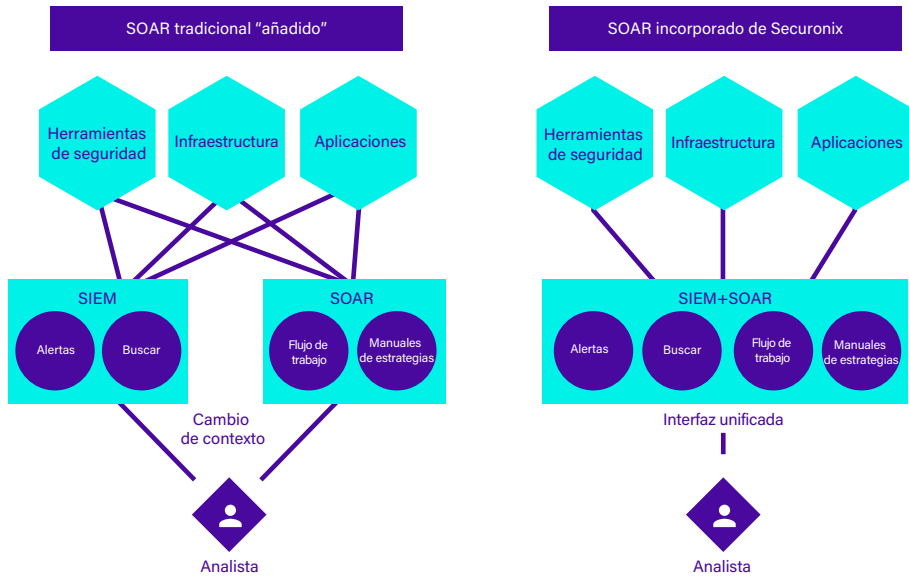 SOAR tradicional “añadido”
Herramientas
de seguridad
Infraestructura
Aplicaciones
SIEM
Alertas
Buscar
SOAR
Flujo de
trabajo
Manuales
de estrategias
Cambio
de contexto
Analista
SOAR incorporado de Securonix
Herramientas
de seguridad
Infraestructura
Aplicaciones
SIEM+SOAR
Alertas
Buscar
Flujo de
trabajo
Manuales
de estrategias
Interfaz unificada
Analista